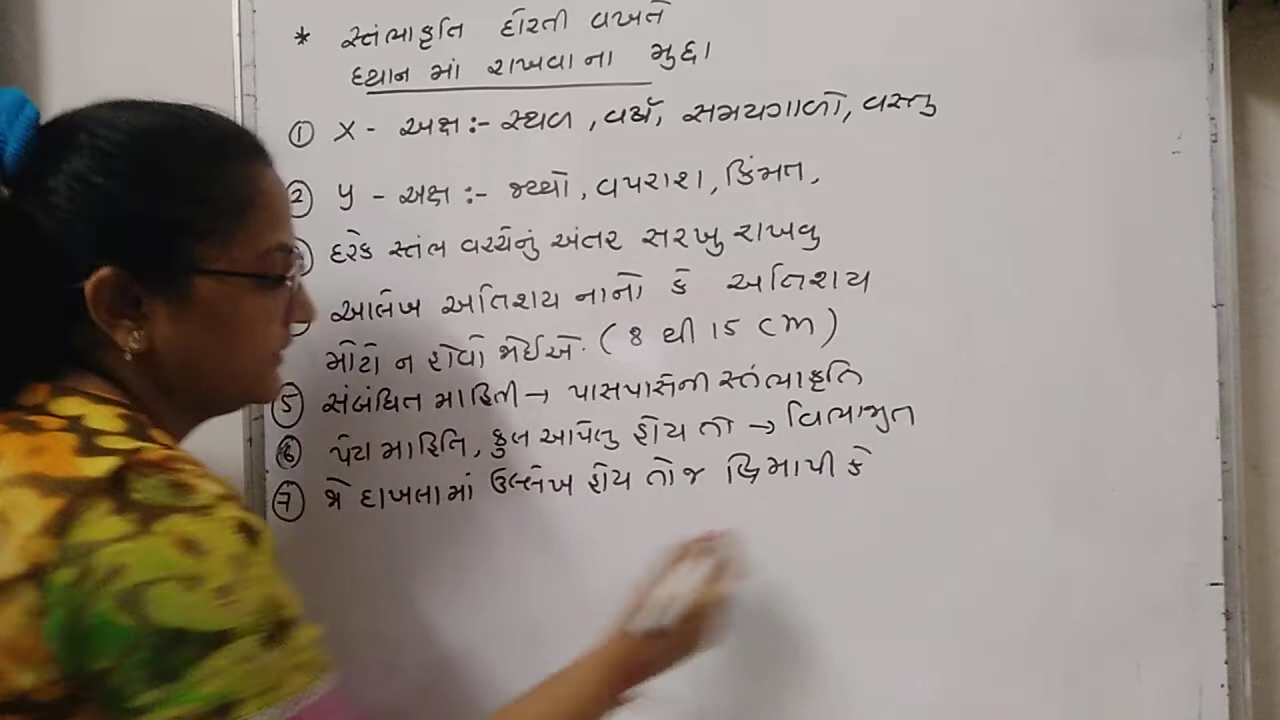 * સ્તંભાકૃતિ દોરતી વખતે
ધ્યાન માં રાખવા ના મુદ્દા
① X - અક્ષ :- સ્થળ , વર્ષ, સમયગાળો, વસ્તુ
② y - અક્ષ :- જથ્થો , વપરાશ , કિંમત ,
દરેક સ્તંભ વચ્ચેનું અંતર સરખુ રાખવુ
આલેખ અતિશય નાનો કે અતિશય
મોટો ન હોવો જોઈએ. ( 8 થી 15 cm )
⑤ સંબંધિત માહિતી → પાસપાસેની સ્તંભાકૃતિ
⑥ પેટા માહિતિ , કુલ આપેલુ હોય તો → વિભાજીત
⑦ જો દાખલામાં ઉલ્લેખ હોય તો જ દ્વિમાપી કે